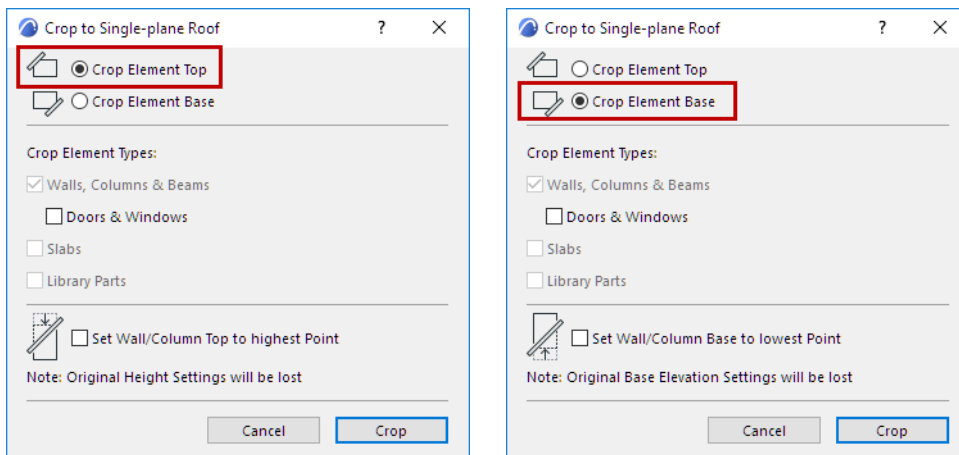 Crop to Single-plane Roof
Crop Element Top
Crop Element Base
Crop Element Types:
Walls, Columns & Beams
Doors & Windows
Slabs
Library Parts
Set Wall/Column Top to highest Point
Note: Original Height Settings will be lost
Cancel Crop
Crop to Single-plane Roof
Crop Element Top
Crop Element Base
Crop Element Types:
Walls, Columns & Beams
Doors & Windows
Slabs
Library Parts
Set Wall/Column Base to lowest Point
Note: Original Base Elevation Settings will be lost
Cancel Crop